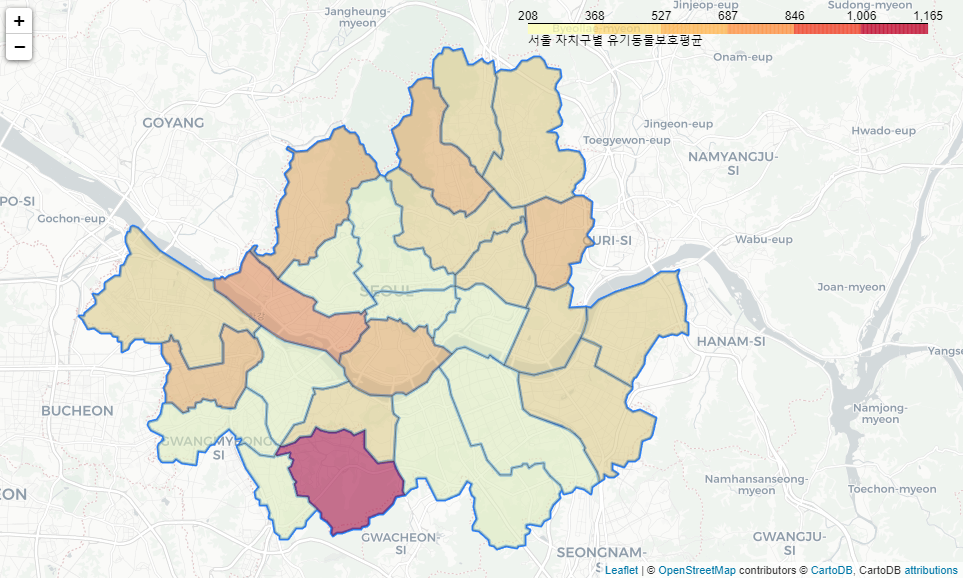 +
−
Jangheung-
myeon
Jinjeop-eup
Sudong-myeon
208 368 527 687 846 1,006 1,165
서울 자치구별 유기동물보호평균
Onam-eup
GOYANG
Jingeon-eup
Toegyewon-eup
Hwado-eup
NAMYANGJU-
SI
PO-SI
Gochon-eup
GURI-SI
Wabu-eup
SEOUL
Joan-myeon
HANAM-SI
Yangse
BUCHEON
Namjong-
myeon
GWANGMYEONG-
SI
EON
Namhansanseong-
myeon
Toechon-myeon
GWACHEON-
SI
GWANGJU-
SI
SEONGNAM-
SI
Leaflet | © OpenStreetMap contributors © CartoDB, CartoDB attributions